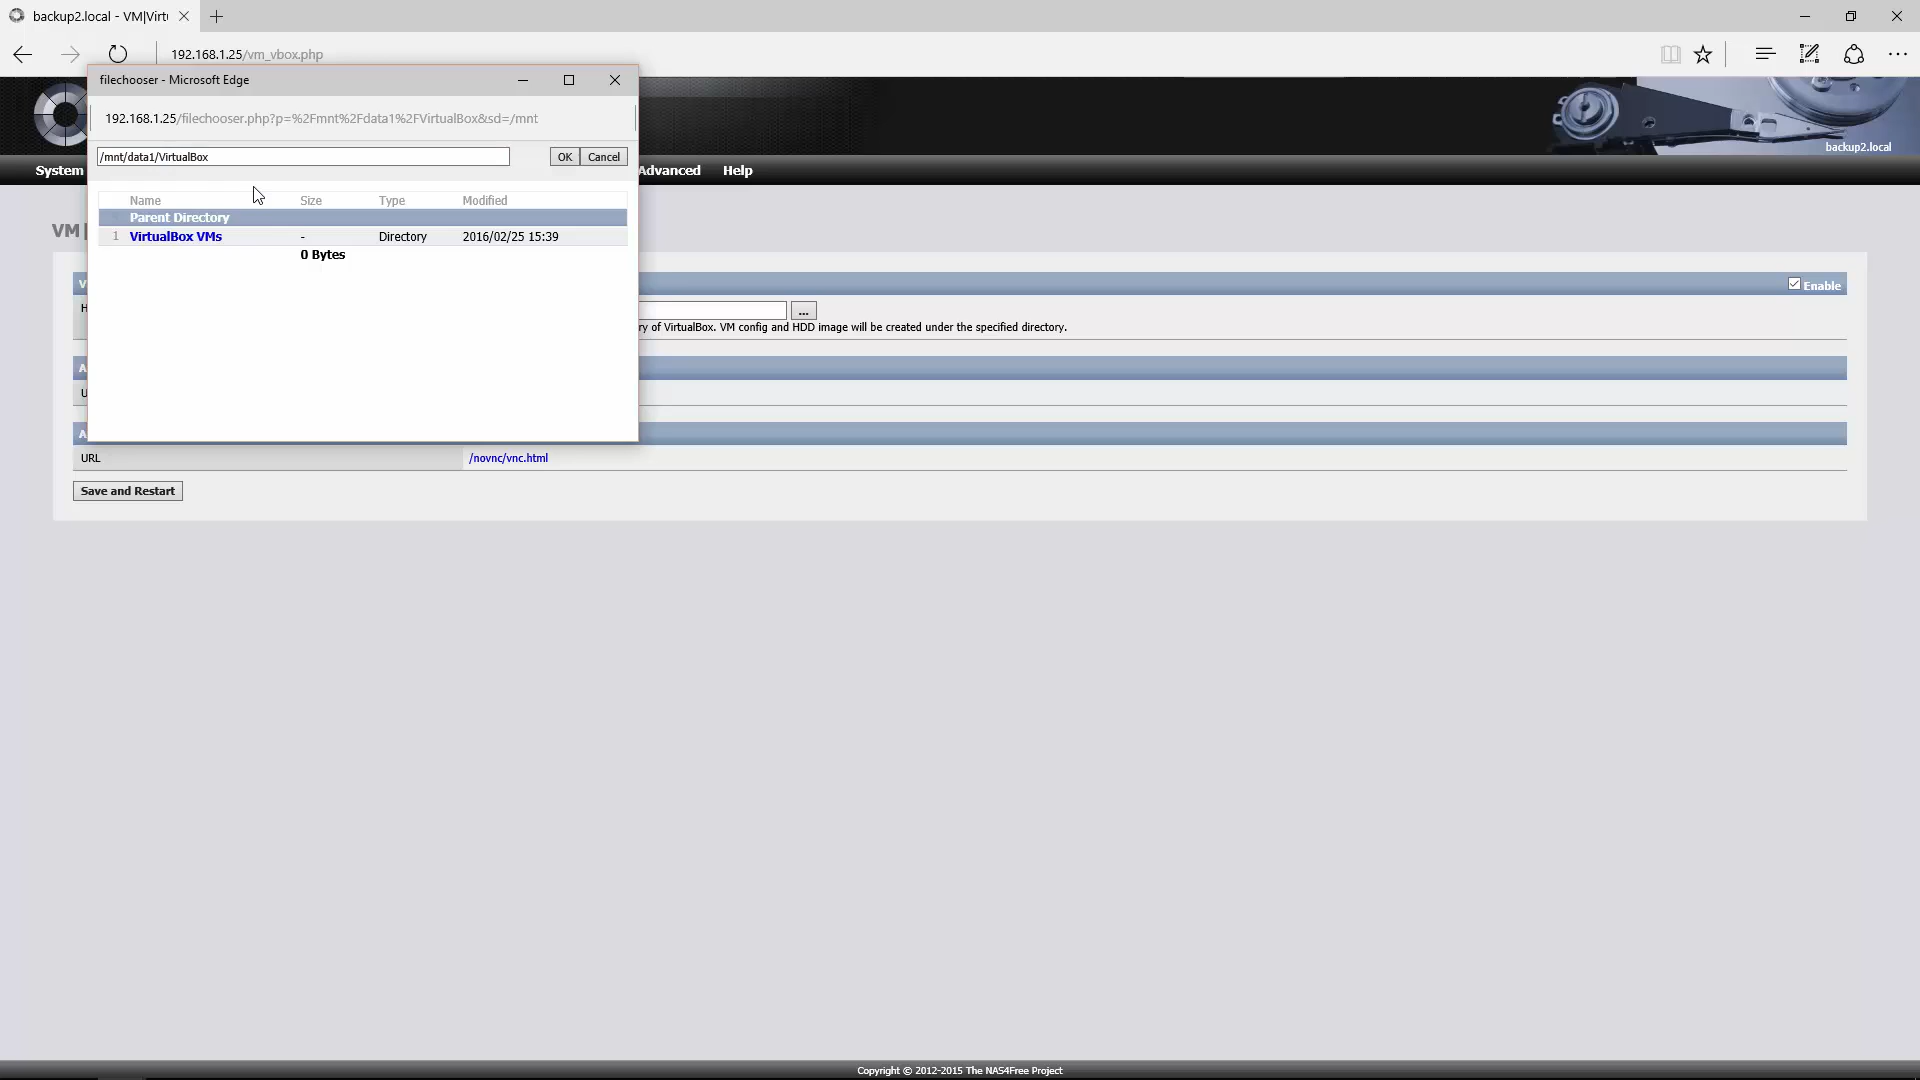 backup2.local - VM|Virtu
192.168.1.25/vm_vbox.php
filechooser - Microsoft Edge
192.168.1.25/filechooser.php?p=%2Fmnt%2Fdata1%2FVirtualBox&sd=/mnt
backup2.local
/mnt/data1/VirtualBox OK Cancel
System Advanced Help
Name Size Type Modified
Parent Directory
1 VirtualBox VMs - Directory 2016/02/25 15:39
0 Bytes
VM |
V Enable
H ...
ry of VirtualBox. VM config and HDD image will be created under the specified directory.
A
U
A
URL /novnc/vnc.html
Save and Restart
Copyright © 2012-2015 The NAS4Free Project